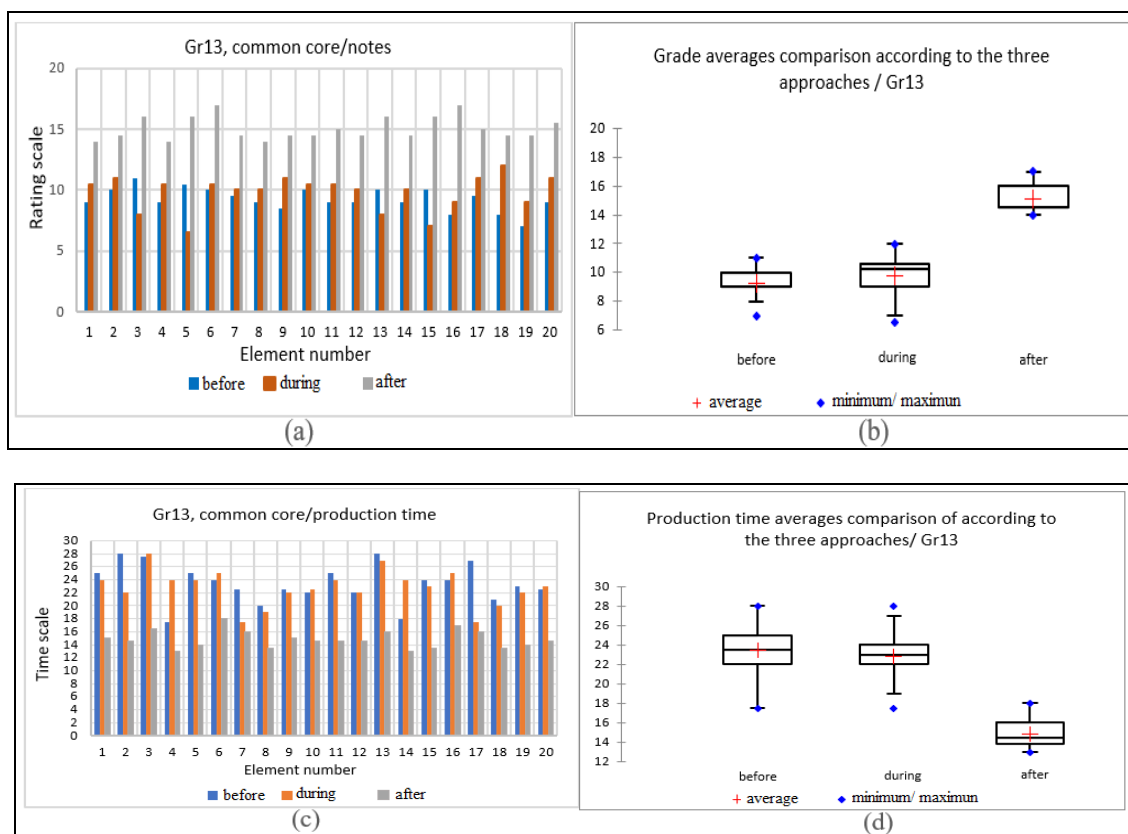 Gr13, common core/notes
20
15
10
5
0
Rating scale
1 2 3 4 5 6 7 8 9 10 11 12 13 14 15 16 17 18 19 20
Element number
before during after
(a)
Grade averages comparison according to the three
approaches / Gr13
20
18
16
14
12
10
8
6
before during after
average minimum/ maximun
(b)
Gr13, common core/production time
30
28
26
24
22
20
18
16
14
12
10
8
6
4
2
0
Time scale
1 2 3 4 5 6 7 8 9 10 11 12 13 14 15 16 17 18 19 20
Element number
before during after
(c)
Production time averages comparison of according to
the three approaches/ Gr13
30
28
26
24
22
20
18
16
14
12
before during after
average minimum/ maximun
(d)